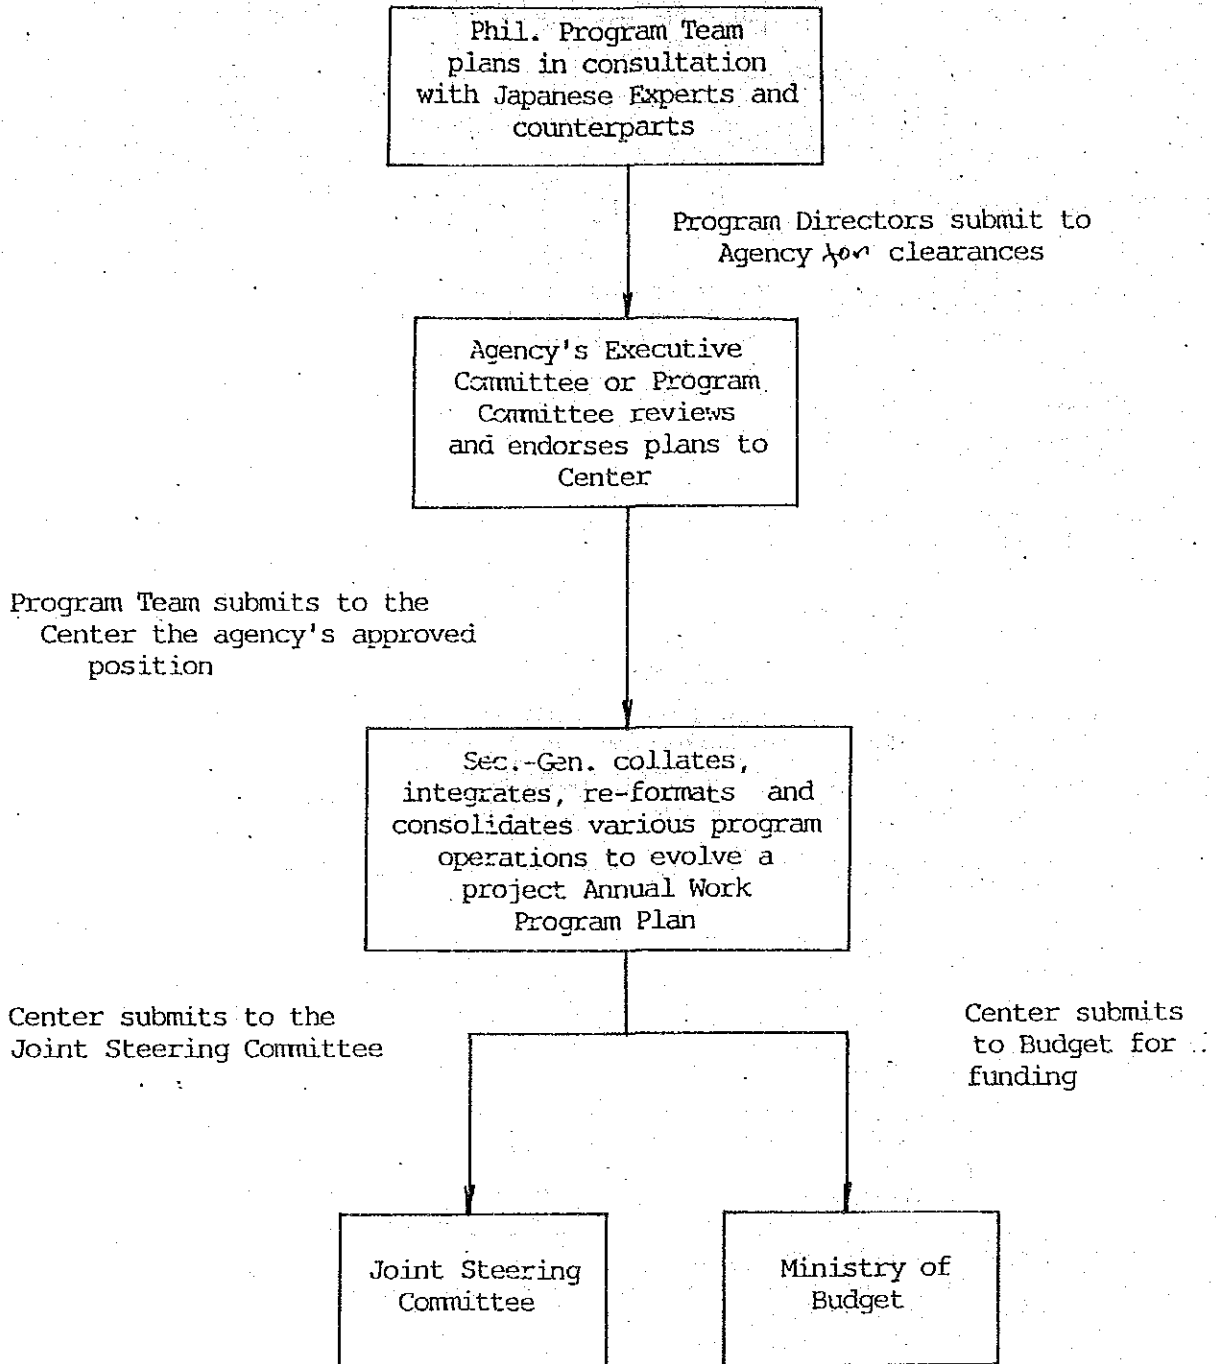 Phil. Program Team
plans in consultation
with Japanese Experts and
counterparts
Program Directors submit to
Agency for clearances
Agency's Executive
Committee or Program
Committee reviews
and endorses plans to
Center
Program Team submits to the
Center the agency's approved
position
Sec.-Gen. collates,
integrates, re-formats and
consolidates various program
operations to evolve a
project Annual Work
Program Plan
Center submits to the
Joint Steering Committee
Center submits
to Budget for
funding
Joint Steering
Committee
Ministry of
Budget